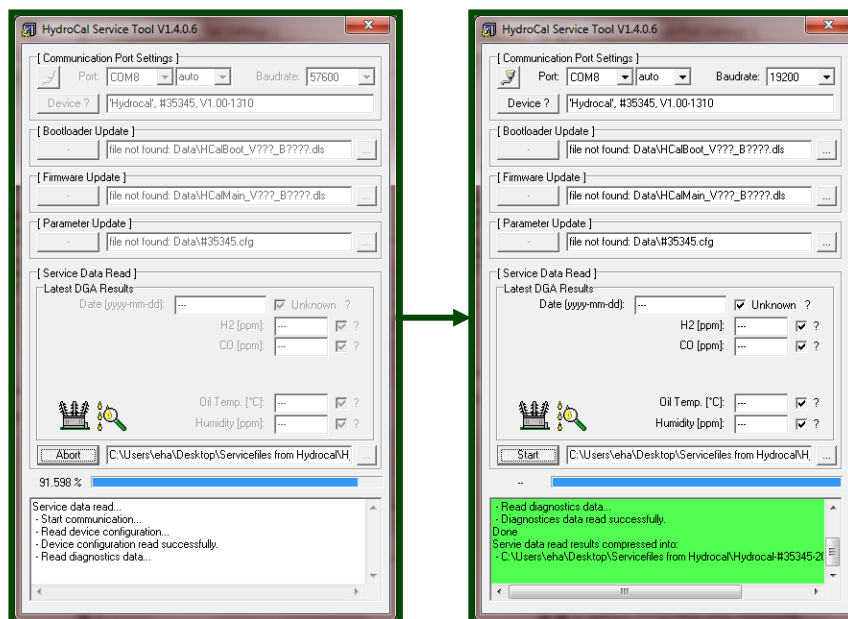 HydroCal Service Tool V1.4.0.6
[ Communication Port Settings ]
Port: COM8 auto Baudrate: 57600
Device ? 'Hydrocal', #35345, V1.00-1310
[ Bootloader Update ]
- file not found: Data\HCalBoot_V???_B????.dls ...
[ Firmware Update ]
- file not found: Data\HCalMain_V???_B????.dls ...
[ Parameter Update ]
- file not found: Data\#35345.cfg ...
[ Service Data Read ]
Latest DGA Results
Date (yyyy-mm-dd): --- Unknown ?
H2 [ppm]: --- ?
CO [ppm]: --- ?
Oil Temp. [°C]: --- ?
Humidity [ppm]: --- ?
Abort C:\Users\eha\Desktop\Servicefiles from Hydrocal\H ...
91.598 %
Service data read...
- Start communication...
- Read device configuration...
- Device configuration read successfully.
- Read diagnostics data...
HydroCal Service Tool V1.4.0.6
[ Communication Port Settings ]
Port: COM8 auto Baudrate: 19200
Device ? 'Hydrocal', #35345, V1.00-1310
[ Bootloader Update ]
- file not found: Data\HCalBoot_V???_B????.dls ...
[ Firmware Update ]
- file not found: Data\HCalMain_V???_B????.dls ...
[ Parameter Update ]
- file not found: Data\#35345.cfg ...
[ Service Data Read ]
Latest DGA Results
Date (yyyy-mm-dd): --- Unknown ?
H2 [ppm]: --- ?
CO [ppm]: --- ?
Oil Temp. [°C]: --- ?
Humidity [ppm]: --- ?
Start C:\Users\eha\Desktop\Servicefiles from Hydrocal\H ...
..
- Read diagnostics data...
- Diagnostices data read successfully.
Done
Servie data read results compressed into:
- C:\Users\eha\Desktop\Servicefiles from Hydrocal\Hydrocal-#35345-20